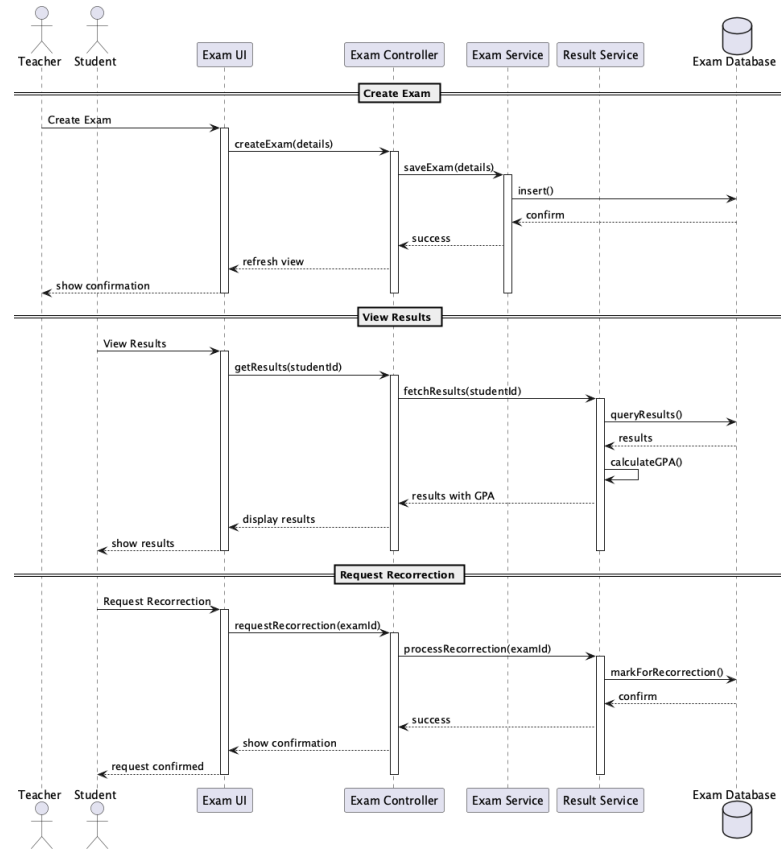 Teacher Student Exam UI Exam Controller Exam Service Result Service Exam Database
Create Exam
Create Exam
createExam(details)
saveExam(details)
insert()
confirm
success
refresh view
show confirmation
View Results
View Results
getResults(studentId)
fetchResults(studentId)
queryResults()
results
calculateGPA()
results with GPA
display results
show results
Request Recorrection
Request Recorrection
requestRecorrection(examId)
processRecorrection(examId)
markForRecorrection()
confirm
success
show confirmation
request confirmed
Teacher Student Exam UI Exam Controller Exam Service Result Service Exam Database